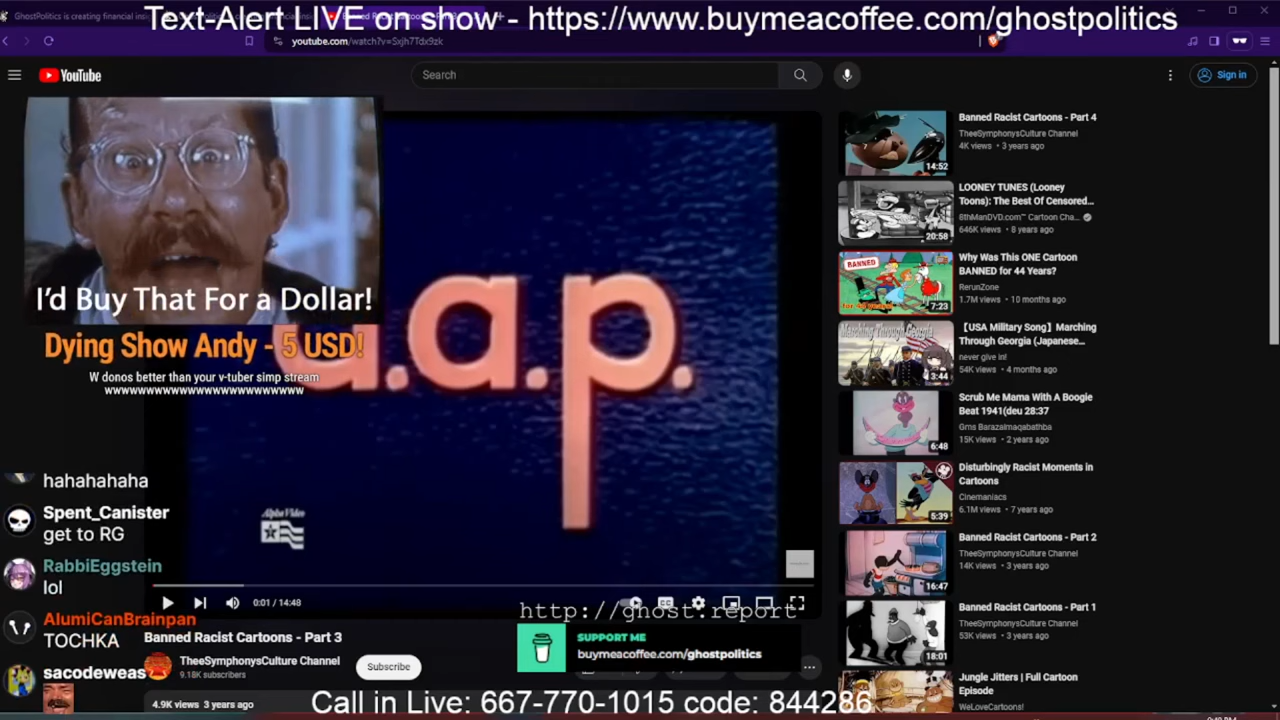 GhostPolitics is creating financial insi
Text-Alert LIVE on show - https://www.buymeacoffee.com/ghostpolitics
youtube.com/watch?v=Sxjh7Tdx9zk
YouTube
Search
Sign in
I'd Buy That For a Dollar!
Dying Show Andy - 5 USD!
W donos better than your v-tuber simp stream
wwwwwwwwwwwwwwwwwwwwwwww
a.a.p.
Alpha Video
hahahahaha
Spent_Canister
get to RG
RabbiEggstein
lol
AlumiCanBrainpan
TOCHKA
sacodeweas
0:01 / 14:48
http://ghost.report
Banned Racist Cartoons - Part 3
TheeSymphonysCulture Channel
9.18K subscribers
Subscribe
SUPPORT ME
buymeacoffee.com/ghostpolitics
4.9K views 3 years ago
Call in Live: 667-770-1015 code: 844286
Banned Racist Cartoons - Part 4
TheeSymphonysCulture Channel
4K views • 3 years ago
14:52
LOONEY TUNES (Looney
Toons): The Best Of Censored...
8thManDVD.com™ Cartoon Cha...
646K views • 8 years ago
20:58
Why Was This ONE Cartoon
BANNED for 44 Years?
RerunZone
1.7M views • 10 months ago
BANNED
7:23
【USA Military Song】Marching
Through Georgia (Japanese...
never give in!
54K views • 4 months ago
Marching Through Georgia
3:44
Scrub Me Mama With A Boogie
Beat 1941(deu 28:37
Gms Barazalmaqabathba
15K views • 2 years ago
6:48
Disturbingly Racist Moments in
Cartoons
Cinemaniacs
6.1M views • 7 years ago
5:39
Banned Racist Cartoons - Part 2
TheeSymphonysCulture Channel
14K views • 3 years ago
16:47
Banned Racist Cartoons - Part 1
TheeSymphonysCulture Channel
53K views • 3 years ago
18:01
Jungle Jitters | Full Cartoon
Episode
WeLoveCartoons!